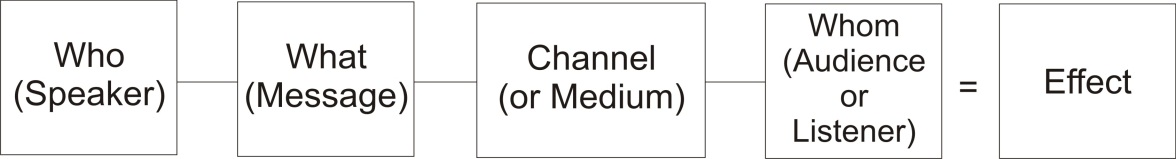 Who
(Speaker)
What
(Message)
Channel
(or Medium)
Whom
(Audience
or
Listener)
=
Effect